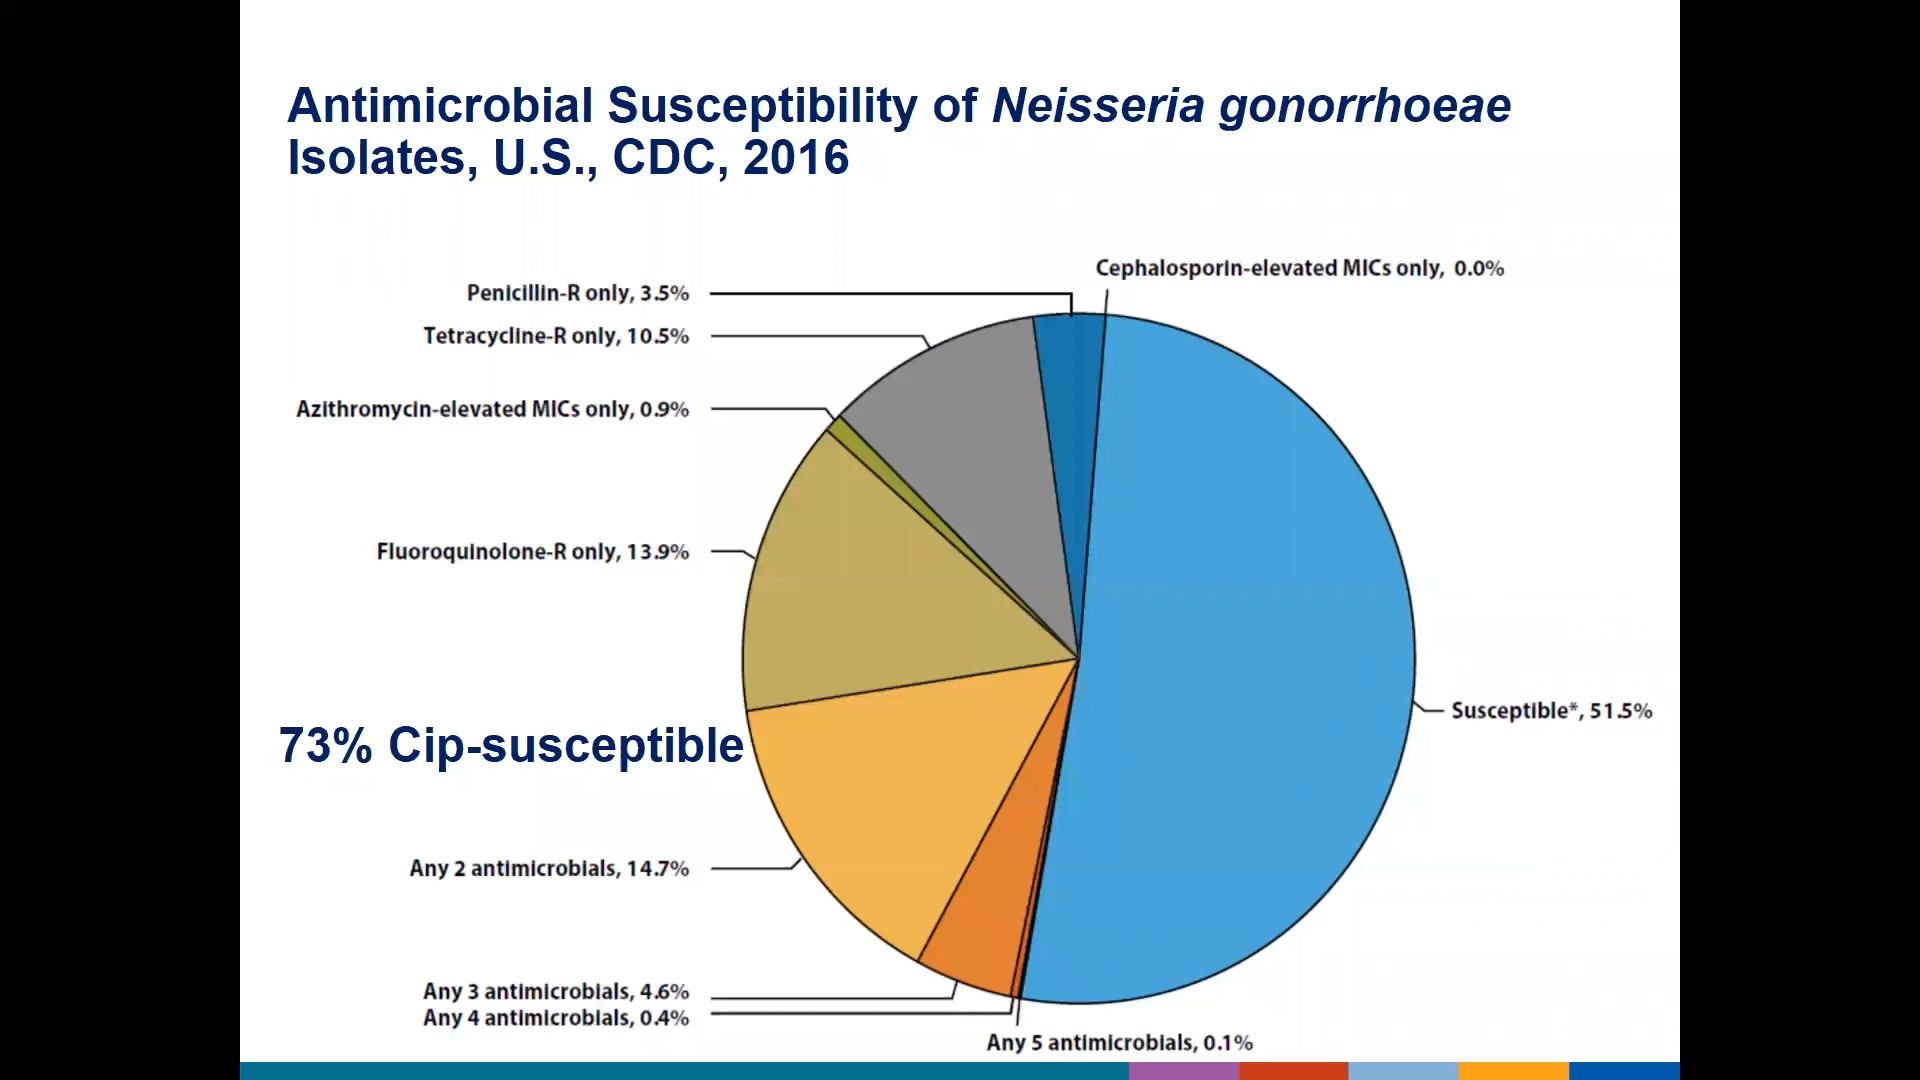 Antimicrobial Susceptibility of Neisseria gonorrhoeae
Isolates, U.S., CDC, 2016
Cephalosporin-elevated MICs only, 0.0%
Penicillin-R only, 3.5%
Tetracycline-R only, 10.5%
Azithromycin-elevated MICs only, 0.9%
Fluoroquinolone-R only, 13.9%
Susceptible*, 51.5%
73% Cip-susceptible
Any 2 antimicrobials, 14.7%
Any 3 antimicrobials, 4.6%
Any 4 antimicrobials, 0.4%
Any 5 antimicrobials, 0.1%